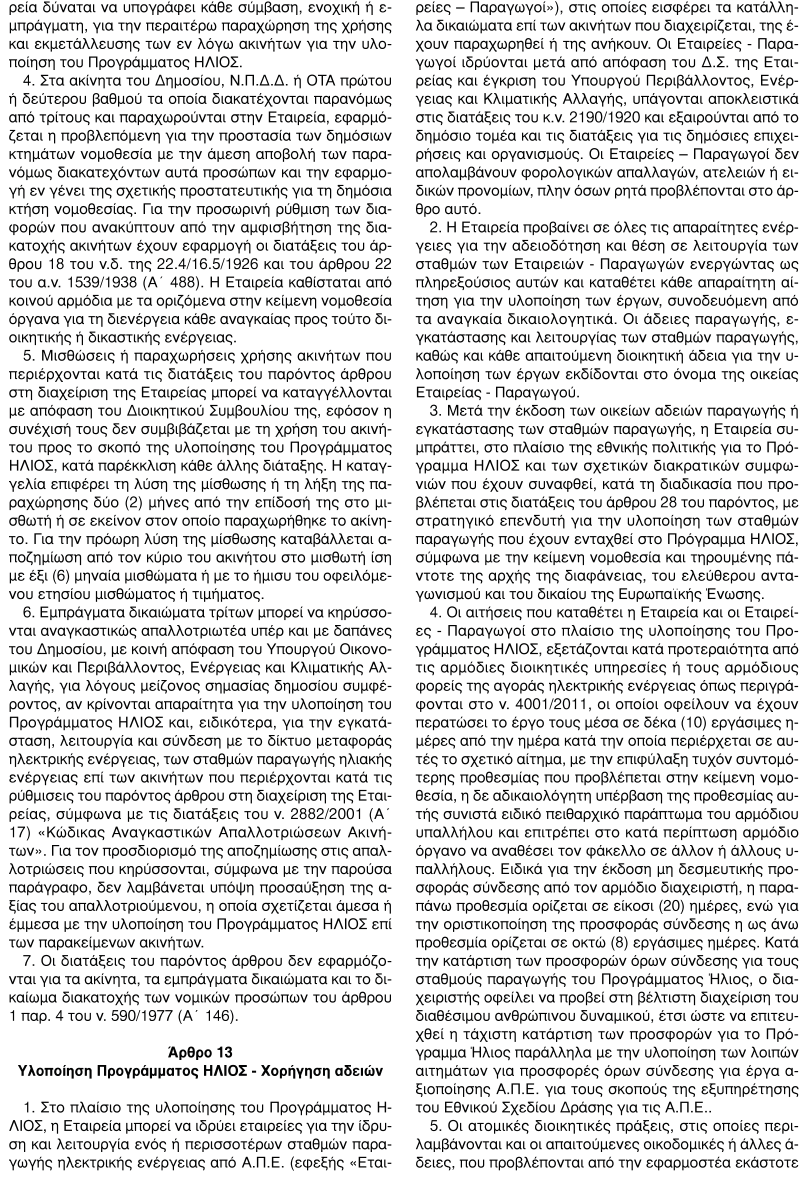 ρεία δύναται να υπογράφει κάθε σύμβαση, ενοχική ή ε-
μπράγματη, για την περαιτέρω παραχώρηση της χρήσης
και εκμετάλλευσης των εν λόγω ακινήτων για την υλο-
ποίηση του Προγράμματος ΗΛΙΟΣ.
4. Στα ακίνητα του Δημοσίου, Ν.Π.Δ.Δ. ή ΟΤΑ πρώτου
ή δεύτερου βαθμού τα οποία διακατέχονται παρανόμως
από τρίτους και παραχωρούνται στην Εταιρεία, εφαρμό-
ζεται η προβλεπόμενη για την προστασία των δημόσιων
κτημάτων νομοθεσία με την άμεση αποβολή των παρα-
νόμως διακατεχόντων αυτά προσώπων και την εφαρμο-
γή εν γένει της σχετικής προστατευτικής για τη δημόσια
κτήση νομοθεσίας. Για την προσωρινή ρύθμιση των δια-
φορών που ανακύπτουν από την αμφισβήτηση της δια-
κατοχής ακινήτων έχουν εφαρμογή οι διατάξεις του άρ-
θρου 18 του ν.δ. της 22.4/16.5/1926 και του άρθρου 22
του α.ν. 1539/1938 (Α΄ 488). Η Εταιρεία καθίσταται από
κοινού αρμόδια με τα οριζόμενα στην κείμενη νομοθεσία
όργανα για τη διενέργεια κάθε αναγκαίας προς τούτο δι-
οικητικής ή δικαστικής ενέργειας.
5. Μισθώσεις ή παραχωρήσεις χρήσης ακινήτων που
περιέρχονται κατά τις διατάξεις του παρόντος άρθρου
στη διαχείριση της Εταιρείας μπορεί να καταγγέλλονται
με απόφαση του Διοικητικού Συμβουλίου της, εφόσον η
συνέχισή τους δεν συμβιβάζεται με τη χρήση του ακινή-
του προς το σκοπό της υλοποίησης του Προγράμματος
ΗΛΙΟΣ, κατά παρέκκλιση κάθε άλλης διάταξης. Η καταγ-
γελία επιφέρει τη λύση της μίσθωσης ή τη λήξη της πα-
ραχώρησης δύο (2) μήνες από την επίδοσή της στο μι-
σθωτή ή σε εκείνον στον οποίο παραχωρήθηκε το ακίνη-
το. Για την πρόωρη λύση της μίσθωσης καταβάλλεται α-
ποζημίωση από τον κύριο του ακινήτου στο μισθωτή ίση
με έξι (6) μηνιαία μισθώματα ή με το ήμισυ του οφειλόμε-
νου ετησίου μισθώματος ή τιμήματος.
6. Εμπράγματα δικαιώματα τρίτων μπορεί να κηρύσσο-
νται αναγκαστικώς απαλλοτριωτέα υπέρ και με δαπάνες
του Δημοσίου, με κοινή απόφαση του Υπουργού Οικονο-
μικών και Περιβάλλοντος, Ενέργειας και Κλιματικής Αλ-
λαγής, για λόγους μείζονος σημασίας δημοσίου συμφέ-
ροντος, αν κρίνονται απαραίτητα για την υλοποίηση του
Προγράμματος ΗΛΙΟΣ και, ειδικότερα, για την εγκατά-
σταση, λειτουργία και σύνδεση με το δίκτυο μεταφοράς
ηλεκτρικής ενέργειας, των σταθμών παραγωγής ηλιακής
ενέργειας επί των ακινήτων που περιέρχονται κατά τις
ρυθμίσεις του παρόντος άρθρου στη διαχείριση της Εται-
ρείας, σύμφωνα με τις διατάξεις του ν. 2882/2001 (Α΄
17) «Κώδικας Αναγκαστικών Απαλλοτριώσεων Ακινή-
των». Για τον προσδιορισμό της αποζημίωσης στις απαλ-
λοτριώσεις που κηρύσσονται, σύμφωνα με την παρούσα
παράγραφο, δεν λαμβάνεται υπόψη προσαύξηση της α-
ξίας του απαλλοτριούμενου, η οποία σχετίζεται άμεσα ή
έμμεσα με την υλοποίηση του Προγράμματος ΗΛΙΟΣ επί
των παρακείμενων ακινήτων.
7. Οι διατάξεις του παρόντος άρθρου δεν εφαρμόζο-
νται για τα ακίνητα, τα εμπράγματα δικαιώματα και το δι-
καίωμα διακατοχής των νομικών προσώπων του άρθρου
1 παρ. 4 του ν. 590/1977 (Α΄ 146).
Άρθρο 13
Υλοποίηση Προγράμματος ΗΛΙΟΣ - Χορήγηση αδειών
1. Στο πλαίσιο της υλοποίησης του Προγράμματος Η-
ΛΙΟΣ, η Εταιρεία μπορεί να ιδρύει εταιρείες για την ίδρυ-
ση και λειτουργία ενός ή περισσοτέρων σταθμών παρα-
γωγής ηλεκτρικής ενέργειας από Α.Π.Ε. (εφεξής «Εται-
ρείες – Παραγωγοί»), στις οποίες εισφέρει τα κατάλλη-
λα δικαιώματα επί των ακινήτων που διαχειρίζεται, της έ-
χουν παραχωρηθεί ή της ανήκουν. Οι Εταιρείες - Παρα-
γωγοί ιδρύονται μετά από απόφαση του Δ.Σ. της Εται-
ρείας και έγκριση του Υπουργού Περιβάλλοντος, Ενέρ-
γειας και Κλιματικής Αλλαγής, υπάγονται αποκλειστικά
στις διατάξεις του κ.ν. 2190/1920 και εξαιρούνται από το
δημόσιο τομέα και τις διατάξεις για τις δημόσιες επιχει-
ρήσεις και οργανισμούς. Οι Εταιρείες – Παραγωγοί δεν
απολαμβάνουν φορολογικών απαλλαγών, ατελειών ή ει-
δικών προνομίων, πλην όσων ρητά προβλέπονται στο άρ-
θρο αυτό.
2. Η Εταιρεία προβαίνει σε όλες τις απαραίτητες ενέρ-
γειες για την αδειοδότηση και θέση σε λειτουργία των
σταθμών των Εταιρειών - Παραγωγών ενεργώντας ως
πληρεξούσιος αυτών και καταθέτει κάθε απαραίτητη αί-
τηση για την υλοποίηση των έργων, συνοδευόμενη από
τα αναγκαία δικαιολογητικά. Οι άδειες παραγωγής, ε-
γκατάστασης και λειτουργίας των σταθμών παραγωγής,
καθώς και κάθε απαιτούμενη διοικητική άδεια για την υ-
λοποίηση των έργων εκδίδονται στο όνομα της οικείας
Εταιρείας - Παραγωγού.
3. Μετά την έκδοση των οικείων αδειών παραγωγής ή
εγκατάστασης των σταθμών παραγωγής, η Εταιρεία συ-
μπράττει, στο πλαίσιο της εθνικής πολιτικής για το Πρό-
γραμμα ΗΛΙΟΣ και των σχετικών διακρατικών συμφω-
νιών που έχουν συναφθεί, κατά τη διαδικασία που προ-
βλέπεται στις διατάξεις του άρθρου 28 του παρόντος, με
στρατηγικό επενδυτή για την υλοποίηση των σταθμών
παραγωγής που έχουν ενταχθεί στο Πρόγραμμα ΗΛΙΟΣ,
σύμφωνα με την κείμενη νομοθεσία και τηρουμένης πά-
ντοτε της αρχής της διαφάνειας, του ελεύθερου αντα-
γωνισμού και του δικαίου της Ευρωπαϊκής Ένωσης.
4. Οι αιτήσεις που καταθέτει η Εταιρεία και οι Εταιρεί-
ες - Παραγωγοί στο πλαίσιο της υλοποίησης του Προ-
γράμματος ΗΛΙΟΣ, εξετάζονται κατά προτεραιότητα από
τις αρμόδιες διοικητικές υπηρεσίες ή τους αρμόδιους
φορείς της αγοράς ηλεκτρικής ενέργειας όπως περιγρά-
φονται στο ν. 4001/2011, οι οποίοι οφείλουν να έχουν
περατώσει το έργο τους μέσα σε δέκα (10) εργάσιμες η-
μέρες από την ημέρα κατά την οποία περιέρχεται σε αυ-
τές το σχετικό αίτημα, με την επιφύλαξη τυχόν συντομό-
τερης προθεσμίας που προβλέπεται στην κείμενη νομο-
θεσία, η δε αδικαιολόγητη υπέρβαση της προθεσμίας αυ-
τής συνιστά ειδικό πειθαρχικό παράπτωμα του αρμόδιου
υπαλλήλου και επιτρέπει στο κατά περίπτωση αρμόδιο
όργανο να αναθέσει τον φάκελλο σε άλλον ή άλλους υ-
παλλήλους. Ειδικά για την έκδοση μη δεσμευτικής προ-
σφοράς σύνδεσης από τον αρμόδιο διαχειριστή, η παρα-
πάνω προθεσμία ορίζεται σε είκοσι (20) ημέρες, ενώ για
την οριστικοποίηση της προσφοράς σύνδεσης η ως άνω
προθεσμία ορίζεται σε οκτώ (8) εργάσιμες ημέρες. Κατά
την κατάρτιση των προσφορών όρων σύνδεσης για τους
σταθμούς παραγωγής του Προγράμματος Ήλιος, ο δια-
χειριστής οφείλει να προβεί στη βέλτιστη διαχείριση του
διαθέσιμου ανθρώπινου δυναμικού, έτσι ώστε να επιτευ-
χθεί η τάχιστη κατάρτιση των προσφορών για το Πρό-
γραμμα Ήλιος παράλληλα με την υλοποίηση των λοιπών
αιτημάτων για προσφορές όρων σύνδεσης για έργα α-
ξιοποίησης Α.Π.Ε. για τους σκοπούς της εξυπηρέτησης
του Εθνικού Σχεδίου Δράσης για τις Α.Π.Ε..
5. Οι ατομικές διοικητικές πράξεις, στις οποίες περι-
λαμβάνονται και οι απαιτούμενες οικοδομικές ή άλλες ά-
δειες, που προβλέπονται από την εφαρμοστέα εκάστοτε